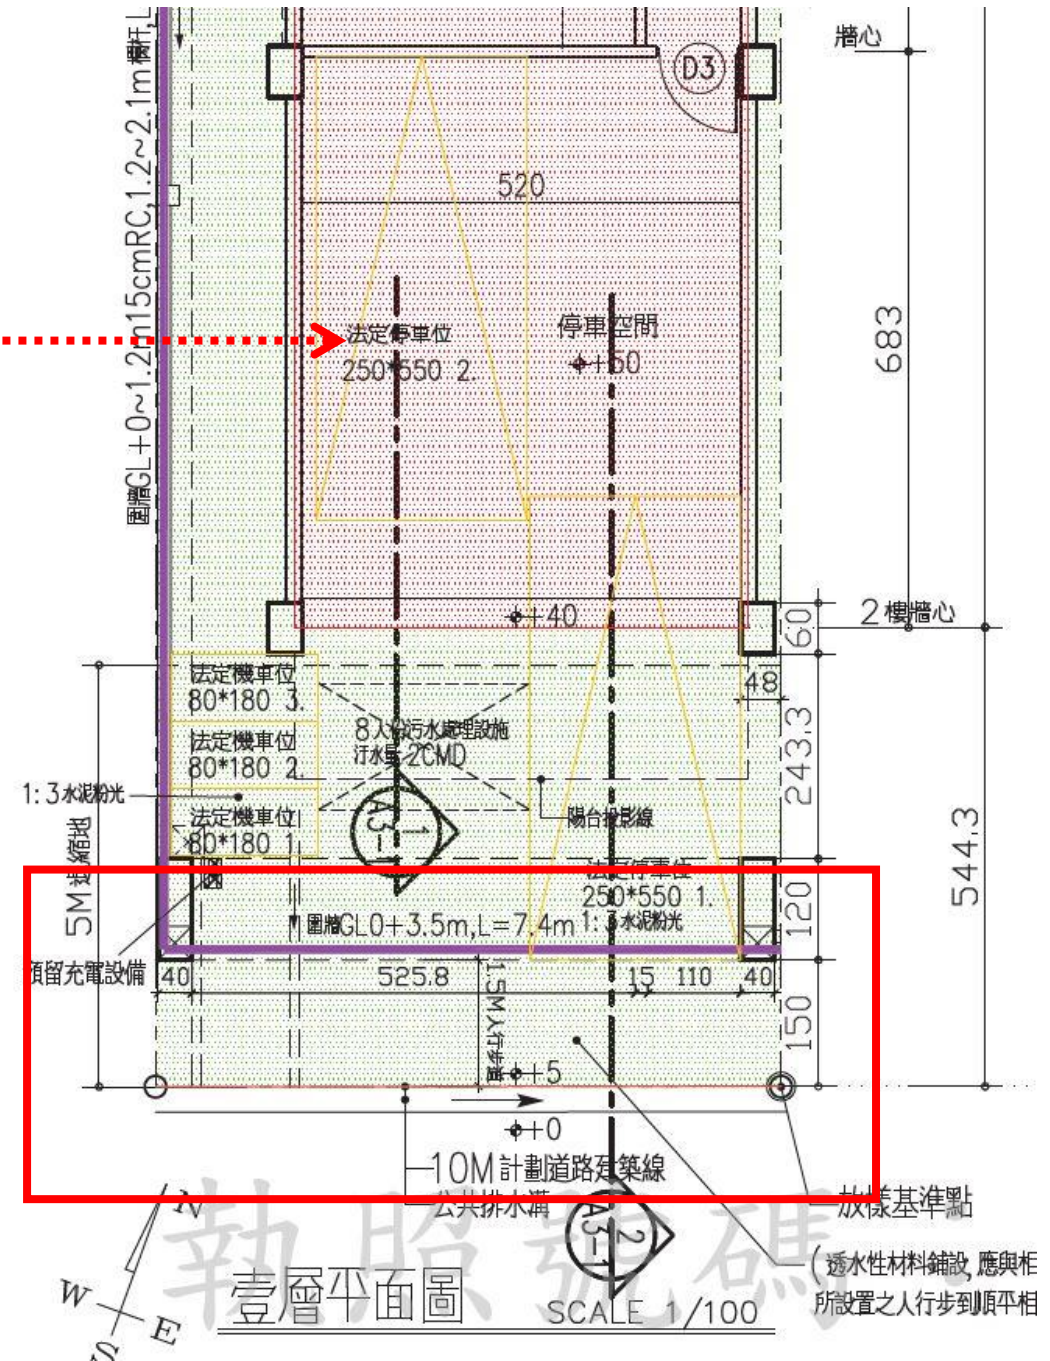 牆心
D3
圍牆GL+0~1.2m15cmRC,1.2~2.1m欄杆,L
520
683
法定停車位
250*550 2.
停車空間
+50
+40
60
2樓牆心
48
法定機車位
80*180 3.
法定機車位
80*180 2.
法定機車位
80*180 1.
8人份污水處理設施
汙水量 2CMD
243.3
1:3水泥粉光
陽台投影線
1
A3-1
5M退縮地
544.3
法定停車位
250*550 1.
1:3水泥粉光
圍牆GL0+3.5m,L=7.4m
120
預留充電設備
40
525.8
15
110
40
1.5M人行步道
150
+5
+0
10M計劃道路建築線
公共排水溝
2
A3-1
放樣基準點
(透水性材料鋪設,應與相
所設置之人行步到順平相
執照號碼:
N
W
E
S
壹層平面圖
SCALE 1/100